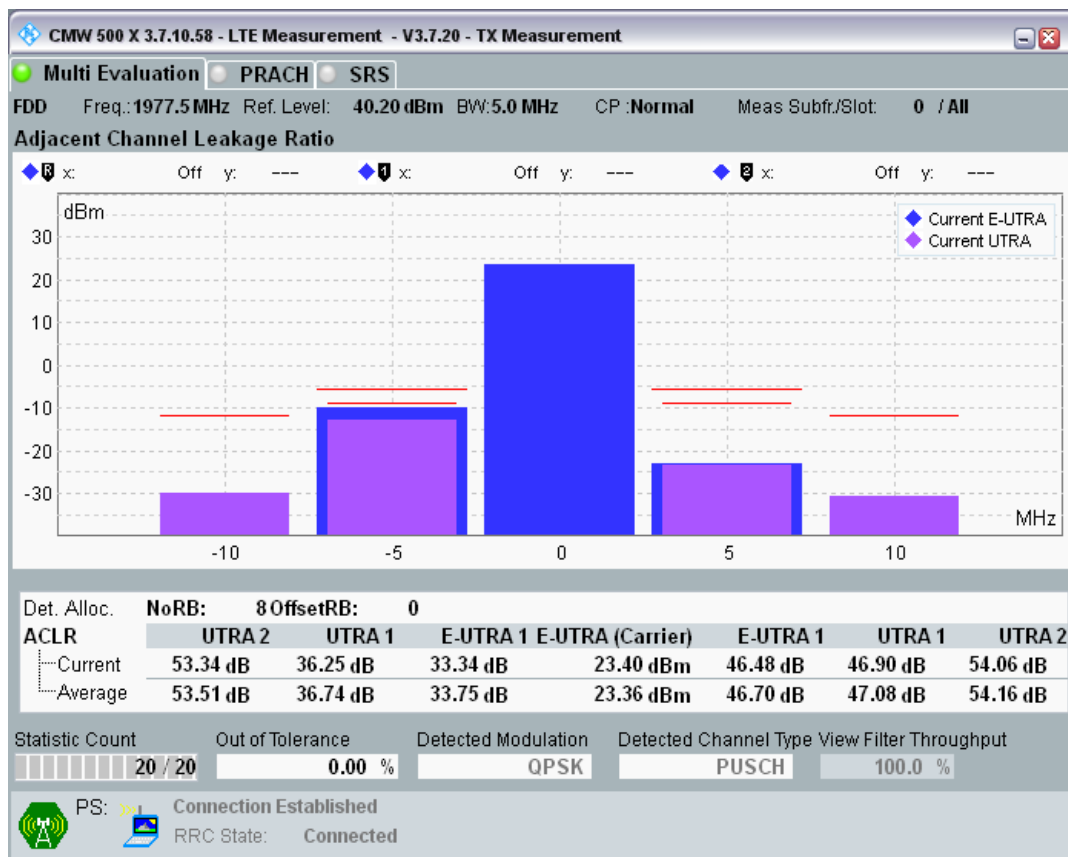 CMW 500 X 3.7.10.58 - LTE Measurement - V3.7.20 - TX Measurement
Multi Evaluation PRACH SRS
FDD Freq.:1977.5 MHz Ref. Level: 40.20 dBm BW:5.0 MHz CP :Normal Meas Subfr./Slot: 0 / All
Adjacent Channel Leakage Ratio
R x: Off y: --- 1 x: Off y: --- 2 x: Off y: ---
dBm
Current E-UTRA
Current UTRA
30
20
10
0
-10
-20
-30
MHz
-10 -5 0 5 10
Det. Alloc. NoRB: 8 OffsetRB: 0
ACLR UTRA 2 UTRA 1 E-UTRA 1 E-UTRA (Carrier) E-UTRA 1 UTRA 1 UTRA 2
Current 53.34 dB 36.25 dB 33.34 dB 23.40 dBm 46.48 dB 46.90 dB 54.06 dB
Average 53.51 dB 36.74 dB 33.75 dB 23.36 dBm 46.70 dB 47.08 dB 54.16 dB
Statistic Count Out of Tolerance Detected Modulation Detected Channel Type View Filter Throughput
20 / 20 0.00 % QPSK PUSCH 100.0 %
PS: Connection Established
RRC State: Connected